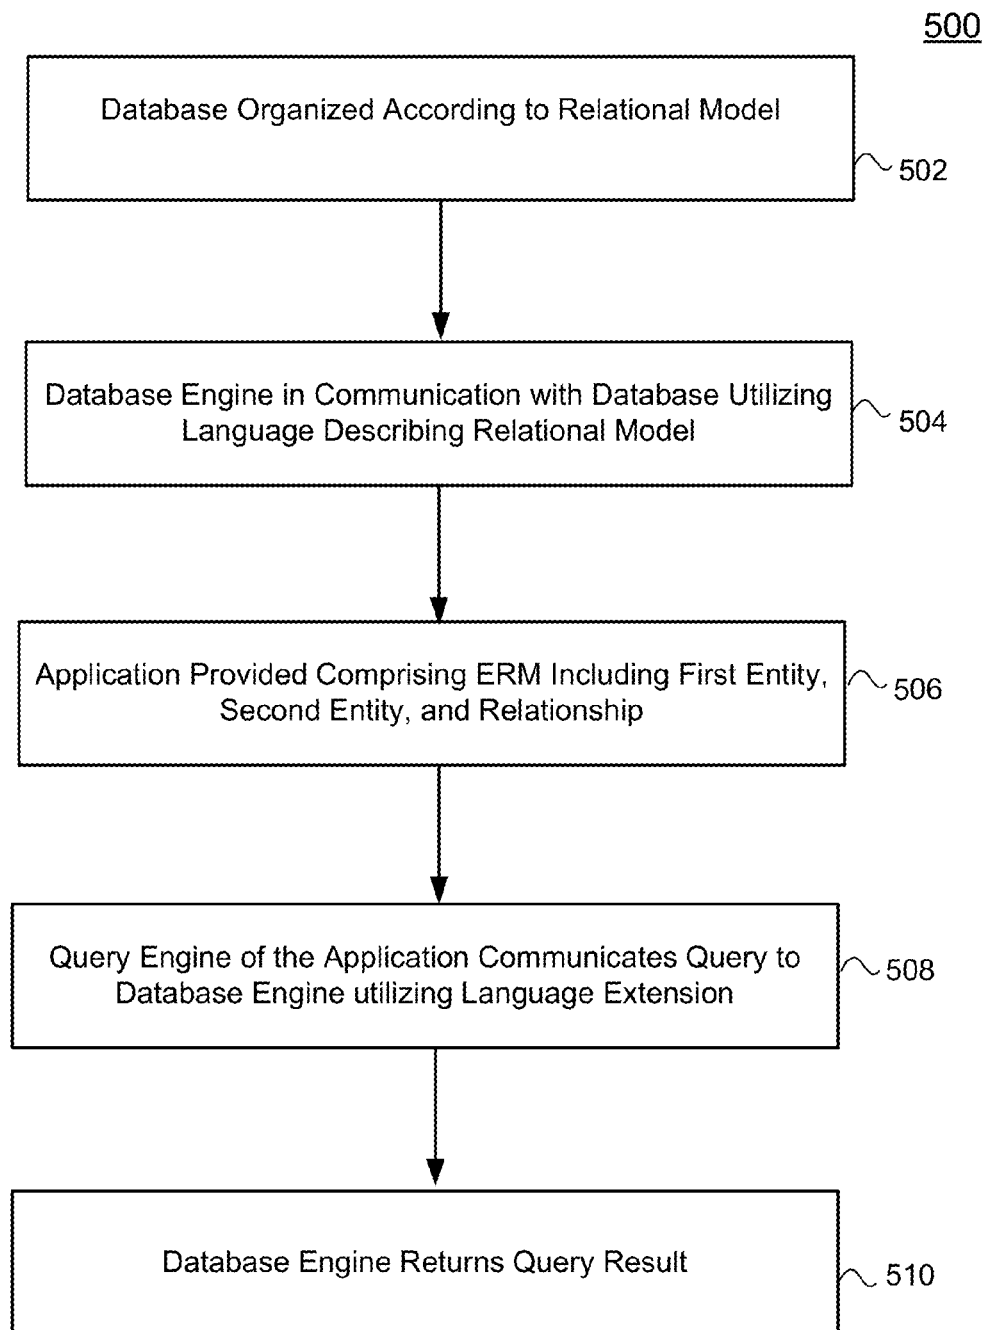 500
Database Organized According to Relational Model
502
Database Engine in Communication with Database Utilizing
Language Describing Relational Model
504
Application Provided Comprising ERM Including First Entity,
Second Entity, and Relationship
506
Query Engine of the Application Communicates Query to
Database Engine utilizing Language Extension
508
Database Engine Returns Query Result
510